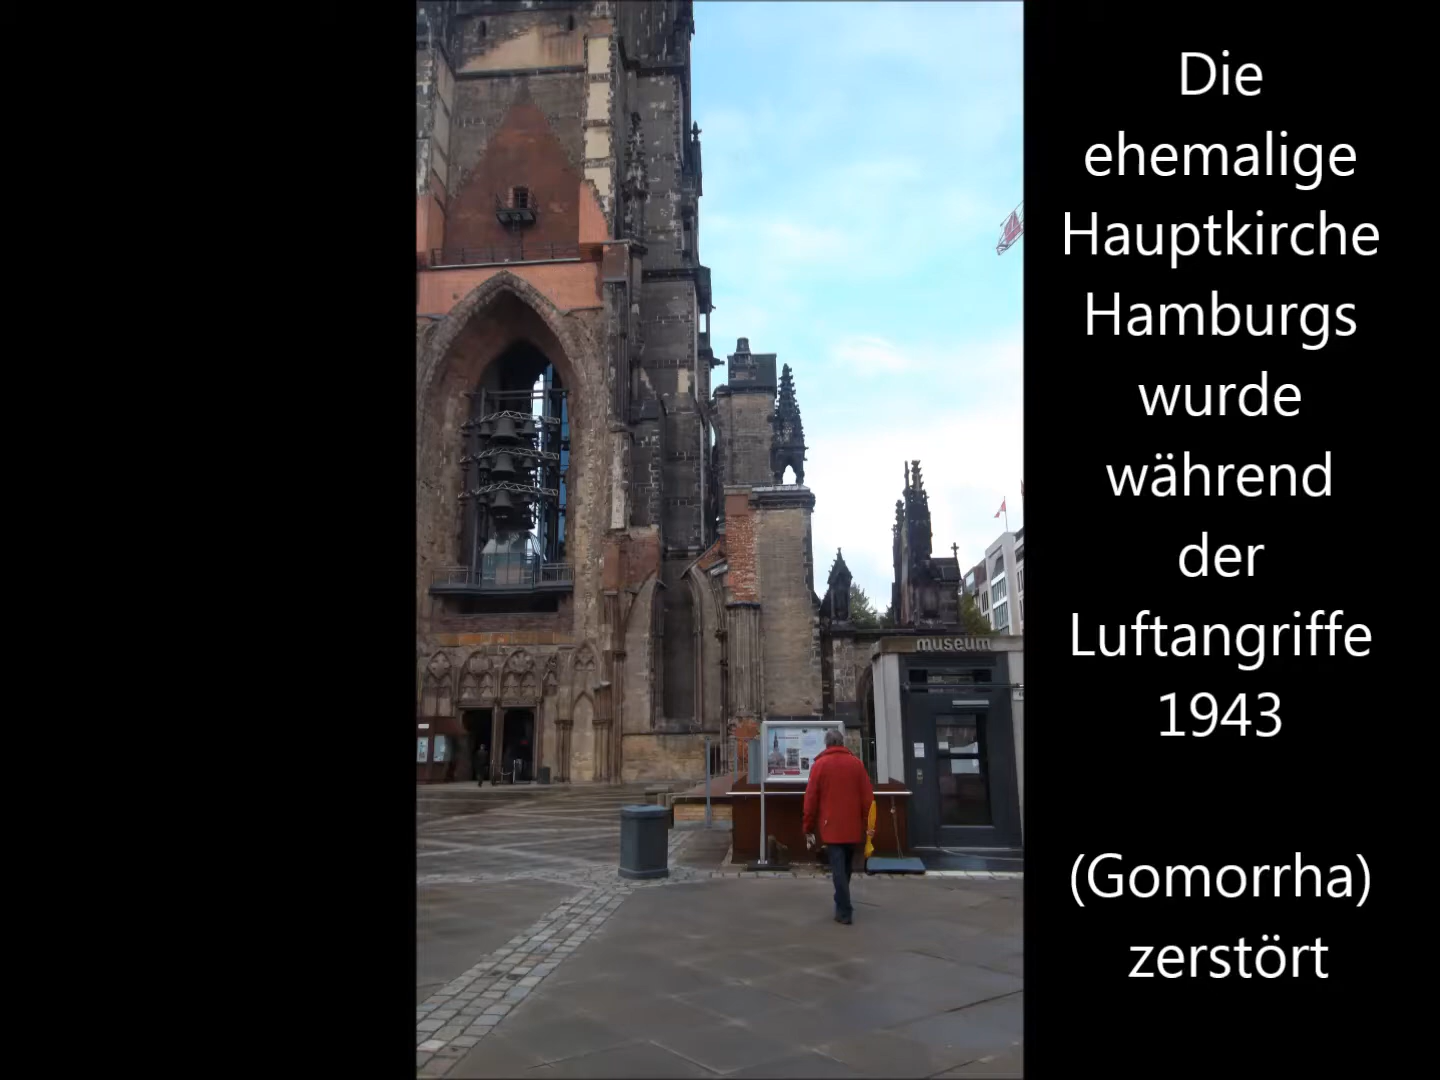 Die
ehemalige
Hauptkirche
Hamburgs
wurde
während
der
Luftangriffe
1943
(Gomorrha)
zerstört
museum